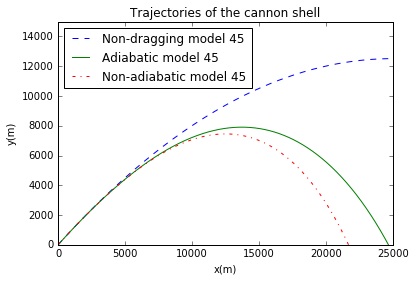 Trajectories of the cannon shell
Non-dragging model 45
Adiabatic model 45
Non-adiabatic model 45
y(m)
14000
12000
10000
8000
6000
4000
2000
0
0 5000 10000 15000 20000 25000
x(m)